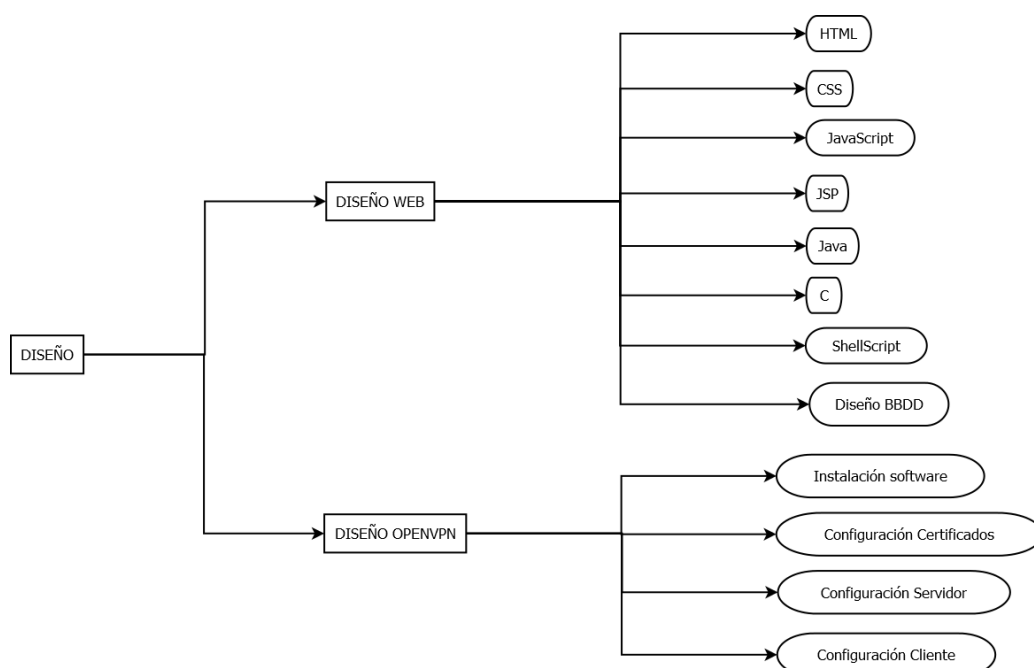 HTML
CSS
JavaScript
JSP
Java
C
ShellScript
Diseño BBDD
DISEÑO WEB
DISEÑO
DISEÑO OPENVPN
Instalación software
Configuración Certificados
Configuración Servidor
Configuración Cliente